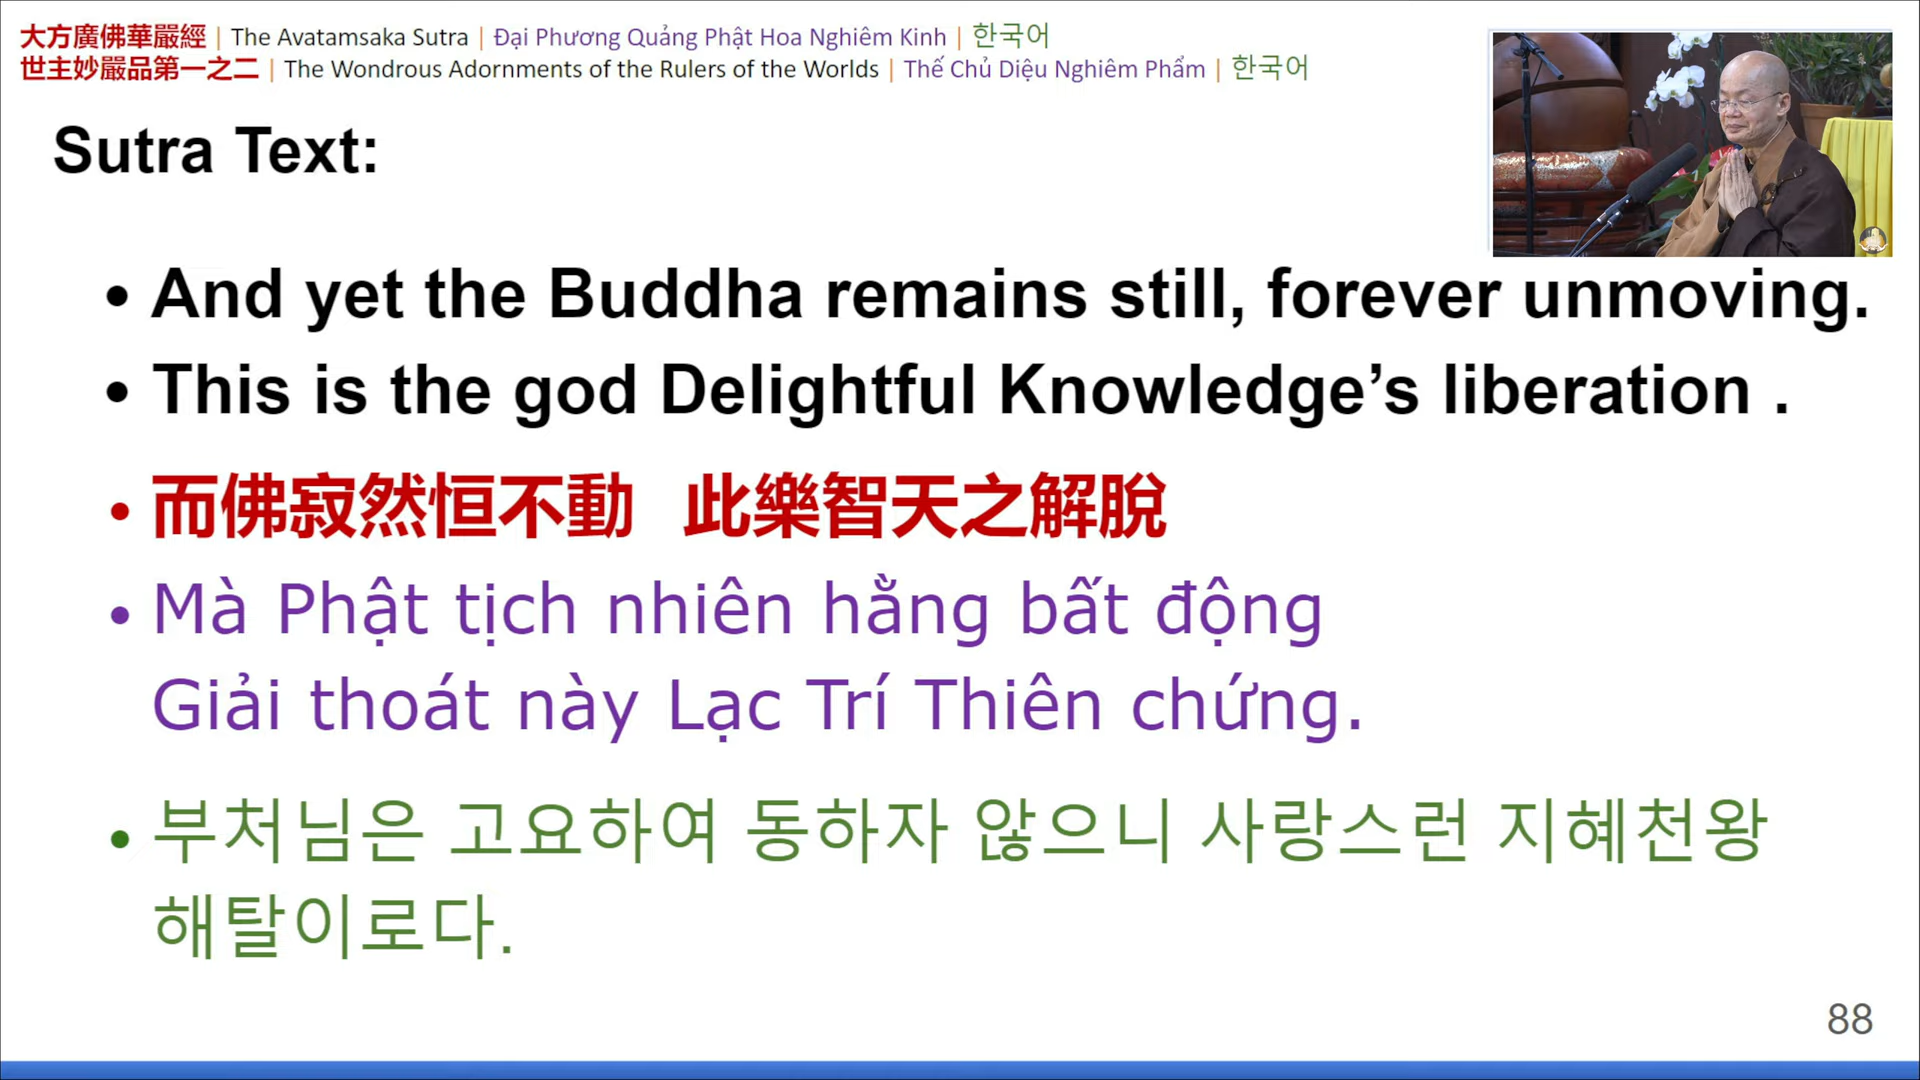 大方廣佛華嚴經 | The Avatamsaka Sutra | Đại Phương Quảng Phật Hoa Nghiêm Kinh | 한국어
世主妙嚴品第一之二 | The Wondrous Adornments of the Rulers of the Worlds | Thế Chủ Diệu Nghiêm Phẩm | 한국어
Sutra Text:
• And yet the Buddha remains still, forever unmoving.
• This is the god Delightful Knowledge’s liberation .
• 而佛寂然恒不動 此樂智天之解脫
• Mà Phật tịch nhiên hằng bất động
Giải thoát này Lạc Trí Thiên chứng.
• 부처님은 고요하여 동하자 않으니 사랑스런 지혜천왕
해탈이로다.
88